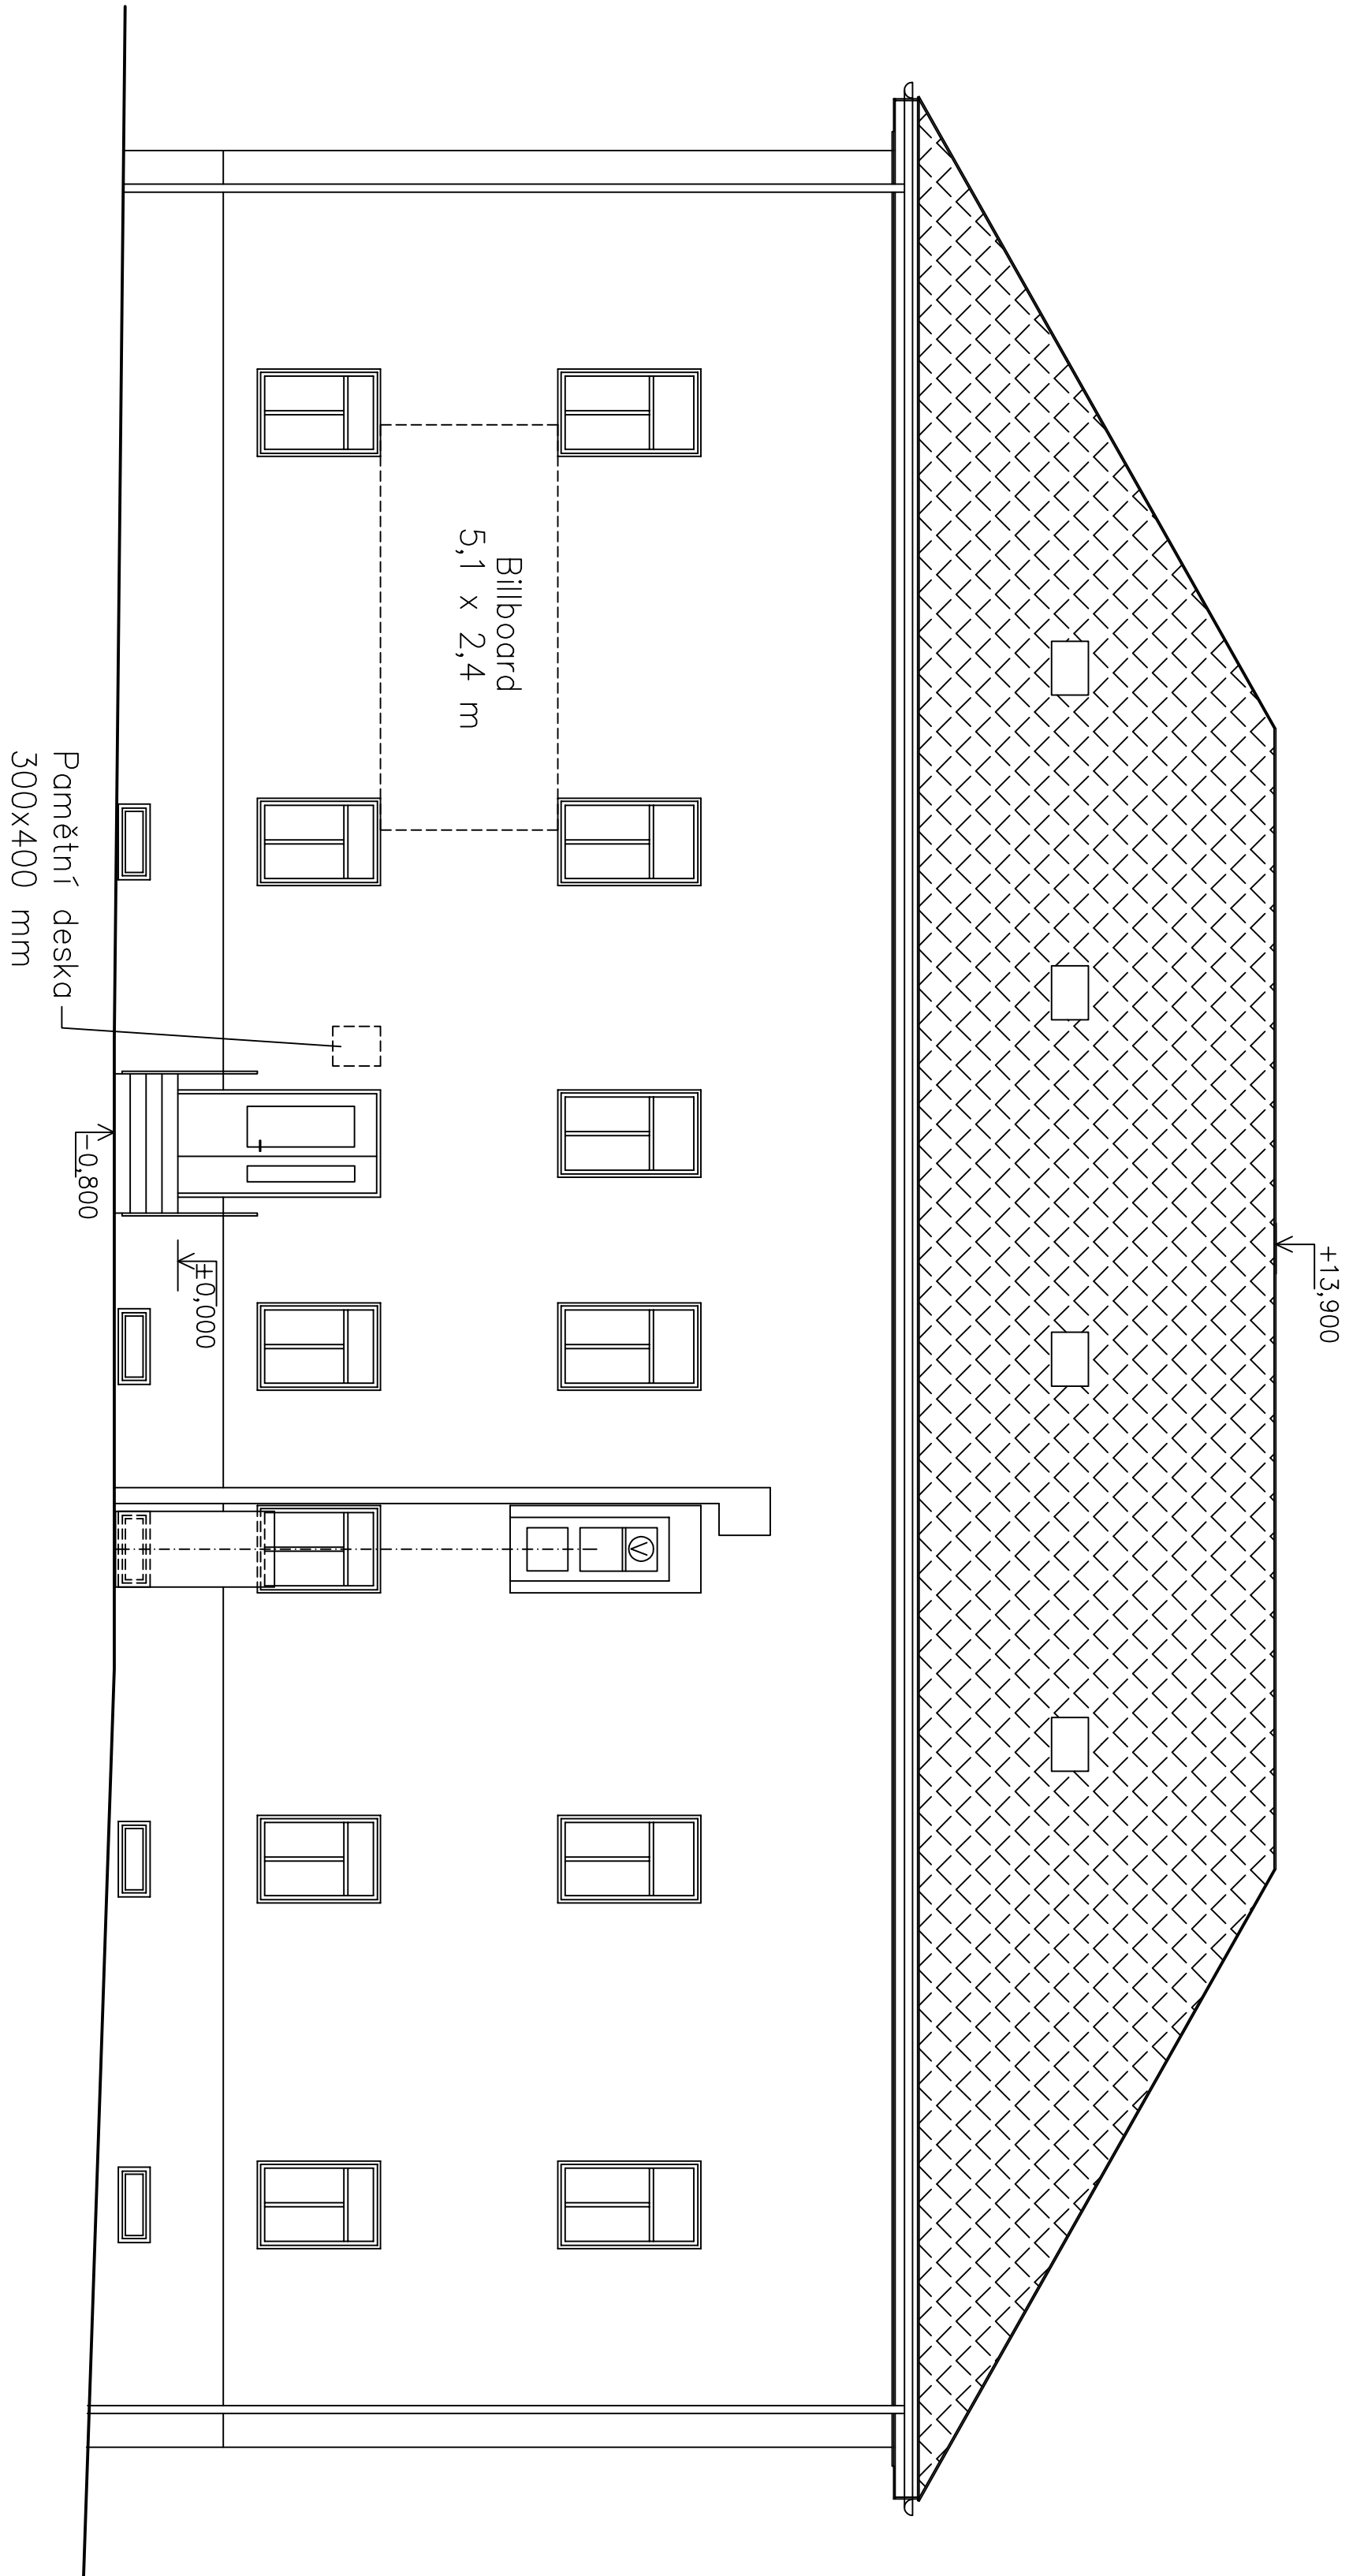 +13,900
Billboard
5,1 x 2,4 m
V
±0,000
-0,800
Pamětní deska
300x400 mm